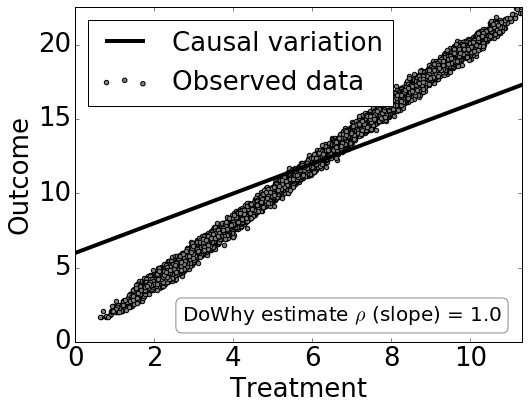 Causal variation
Observed data
20
15
10
5
0
Outcome
DoWhy estimate ρ (slope) = 1.0
0 2 4 6 8 10
Treatment